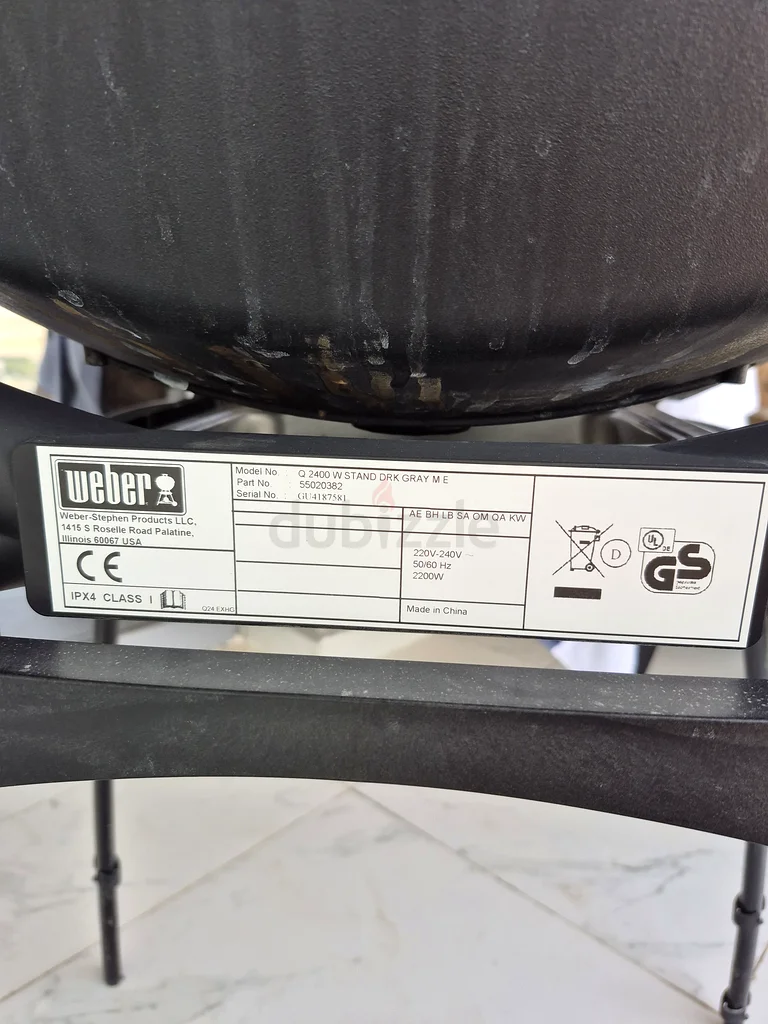 weber
Weber-Stephen Products LLC,
1415 S Roselle Road Palatine,
Illinois 60067 USA
CE
IPX4 CLASS I
Q24 EXHG
Model No : Q 2400 W STAND DRK GRAY M E
Part No : 55020382
Serial No. :
AE BH LB SA OM QA KW
220V-240V ~
50/60 Hz
2200W
Made in China
D
UL
DE
GS
dubizzle